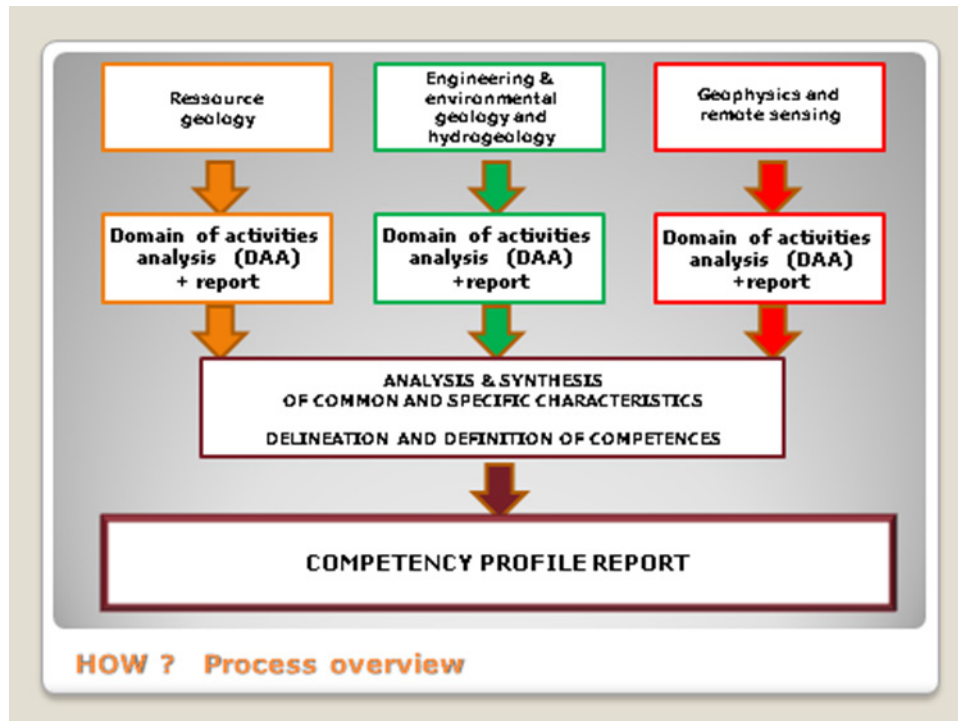 Ressource
geology
Engineering &
environmental
geology and
hydrogeology
Geophysics and
remote sensing
Domain of activities
analysis (DAA)
+ report
Domain of activities
analysis (DAA)
+report
Domain of activities
analysis (DAA)
+report
ANALYSIS & SYNTHESIS
OF COMMON AND SPECIFIC CHARACTERISTICS
DELINEATION AND DEFINITION OF COMPETENCES
COMPETENCY PROFILE REPORT
HOW ? Process overview